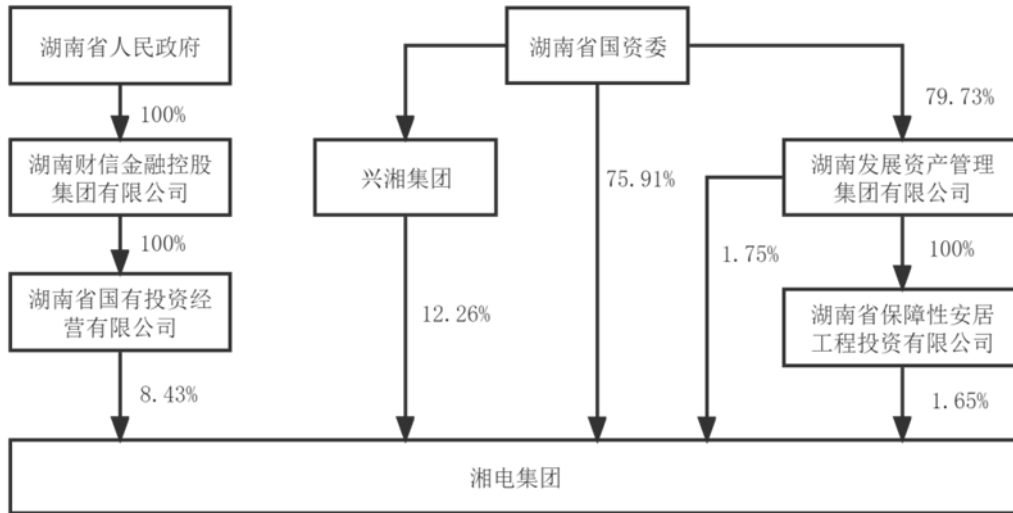 湖南省人民政府
湖南省国资委
100%
79.73%
湖南财信金融控股
集团有限公司
兴湘集团
75.91%
湖南发展资产管理
集团有限公司
100%
1.75%
100%
湖南省国有投资经
营有限公司
12.26%
湖南省保障性安居
工程投资有限公司
8.43%
1.65%
湘电集团